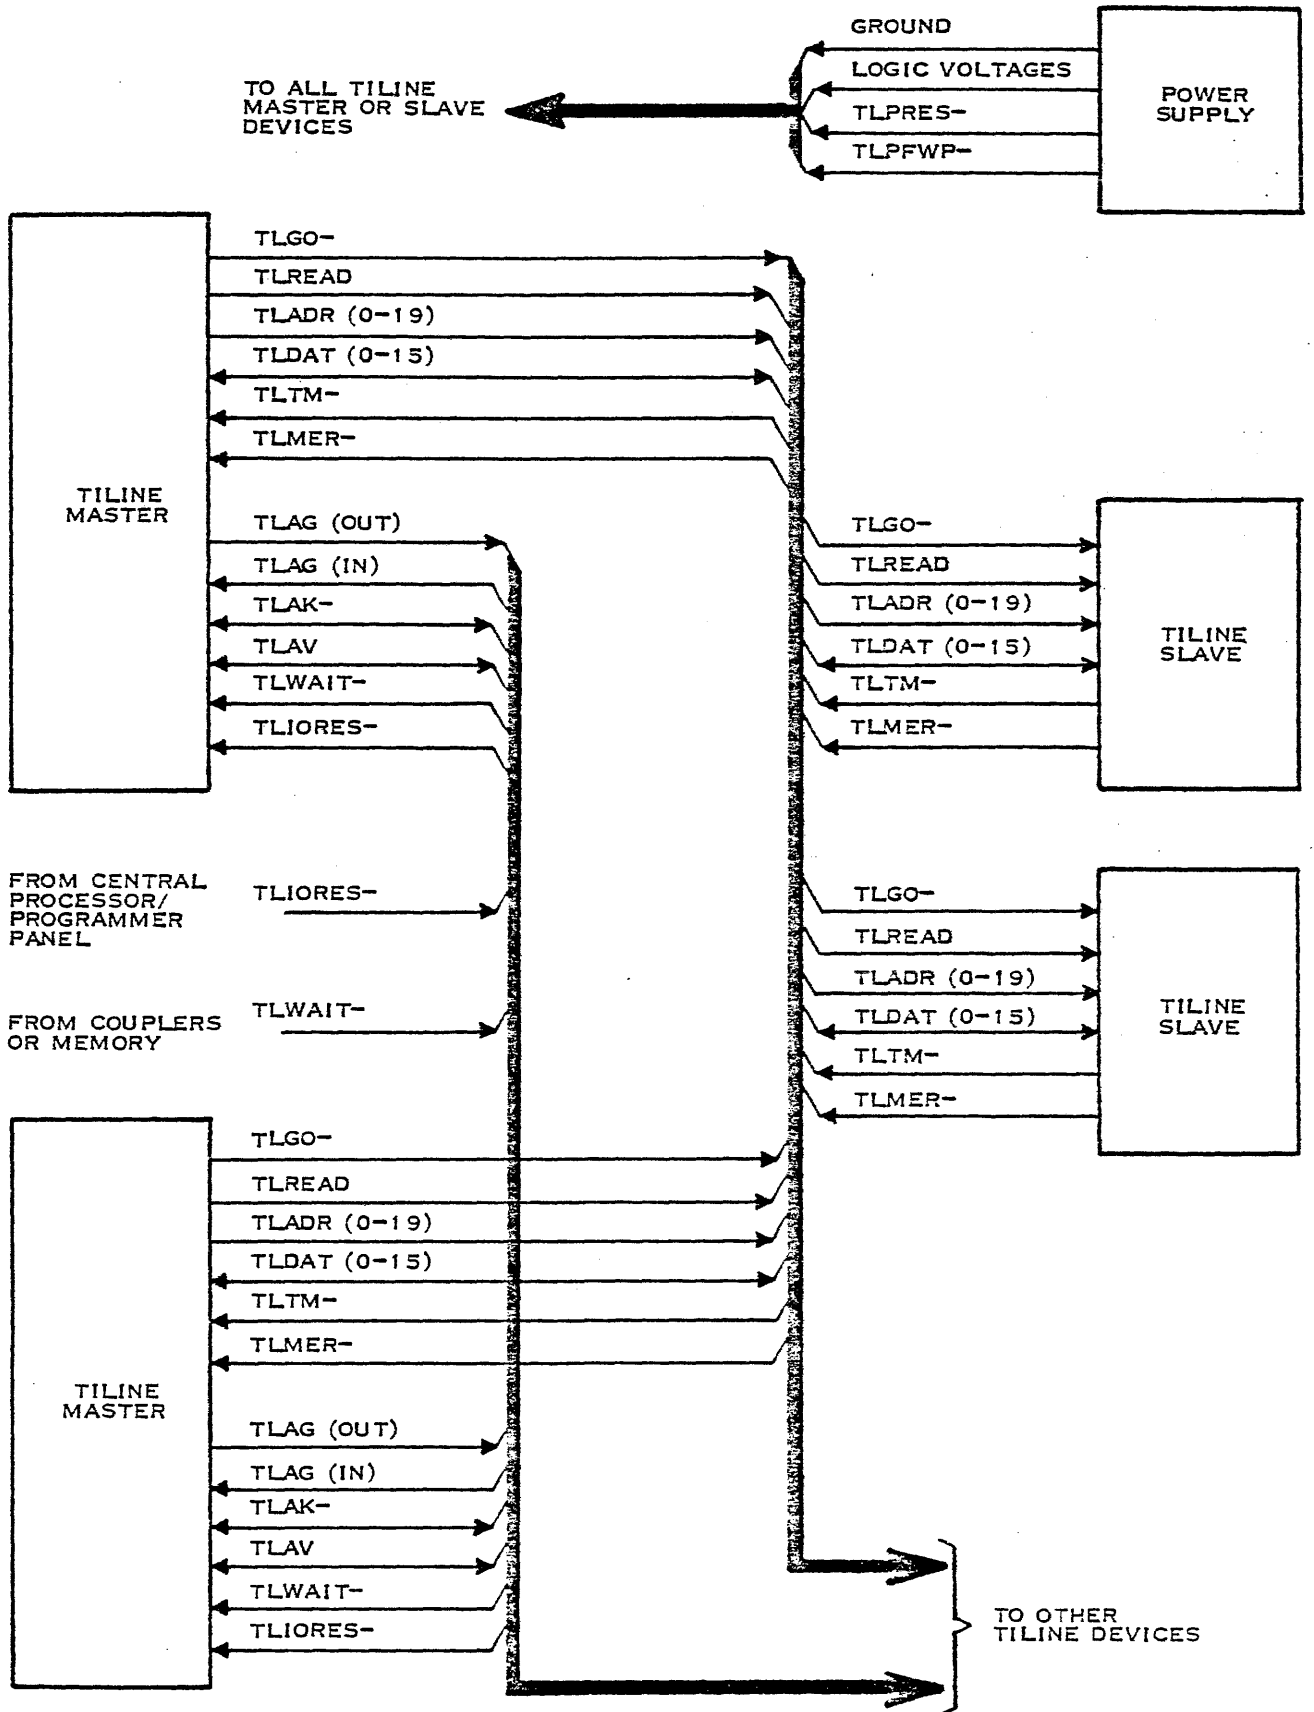 GROUND
LOGIC VOLTAGES
TLPRES-
TLPFWP-
POWER
SUPPLY
TO ALL TILINE
MASTER OR SLAVE
DEVICES
TLGO-
TLREAD
TLADR (0-19)
TLDAT (0-15)
TLTM-
TLMER-
TILINE
MASTER
TLAG (OUT)
TLAG (IN)
TLAK-
TLAV
TLWAIT-
TLIORES-
TLGO-
TLREAD
TLADR (0-19)
TLDAT (0-15)
TLTM-
TLMER-
TILINE
SLAVE
FROM CENTRAL
PROCESSOR/
PROGRAMMER
PANEL
TLIORES-
FROM COUPLERS
OR MEMORY
TLWAIT-
TLGO-
TLREAD
TLADR (0-19)
TLDAT (0-15)
TLTM-
TLMER-
TILINE
SLAVE
TLGO-
TLREAD
TLADR (0-19)
TLDAT (0-15)
TLTM-
TLMER-
TILINE
MASTER
TLAG (OUT)
TLAG (IN)
TLAK-
TLAV
TLWAIT-
TLIORES-
TO OTHER
TILINE DEVICES